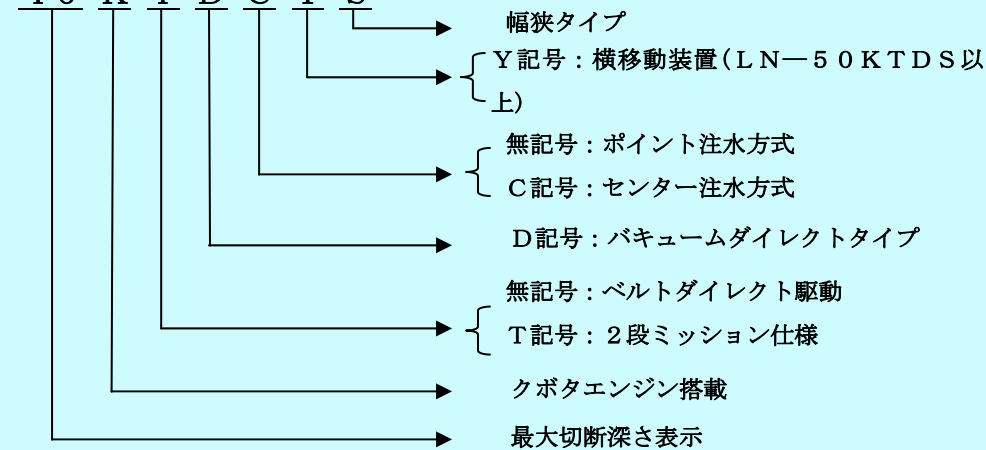 幅狭タイプ
Y記号：横移動装置(LN―50KTDS以
上)
無記号：ポイント注水方式
C記号：センター注水方式
D記号：バキュームダイレクトタイプ
無記号：ベルトダイレクト駆動
T記号：2段ミッション仕様
クボタエンジン搭載
最大切断深さ表示